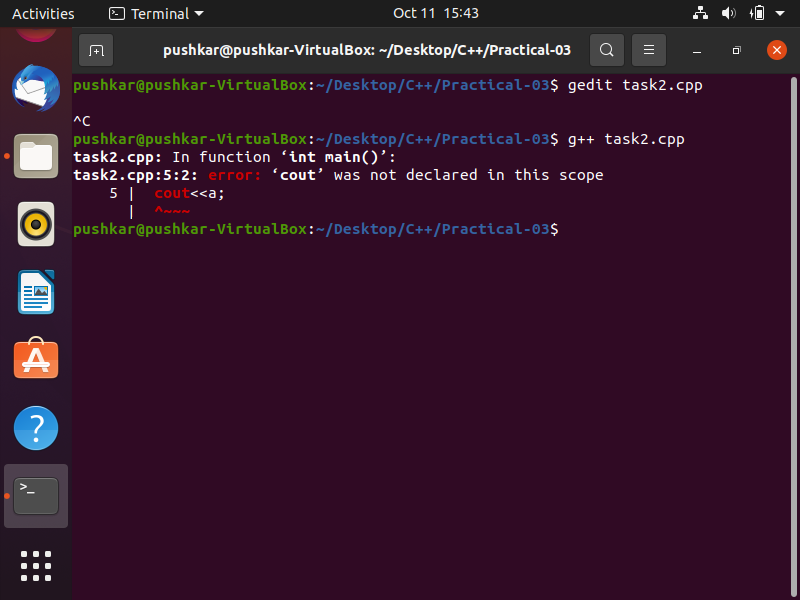 Activities
Terminal
Oct 11 15:43
pushkar@pushkar-VirtualBox: ~/Desktop/C++/Practical-03
pushkar@pushkar-VirtualBox:~/Desktop/C++/Practical-03$ gedit task2.cpp
^C
pushkar@pushkar-VirtualBox:~/Desktop/C++/Practical-03$ g++ task2.cpp
task2.cpp: In function ‘int main()’:
task2.cpp:5:2: error: ‘cout’ was not declared in this scope
    5 |  cout<<a;
      |  ^~~~
pushkar@pushkar-VirtualBox:~/Desktop/C++/Practical-03$